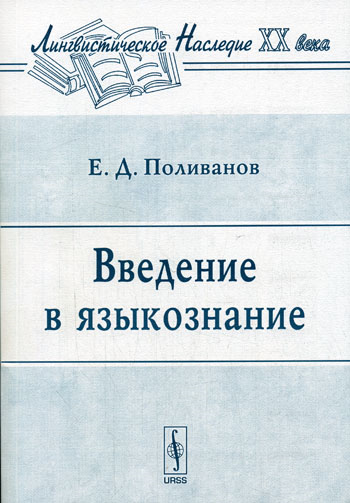 Лингвистическое Наследие XX века
Е. Д. Поливанов
Введение
в языкознание
URSS